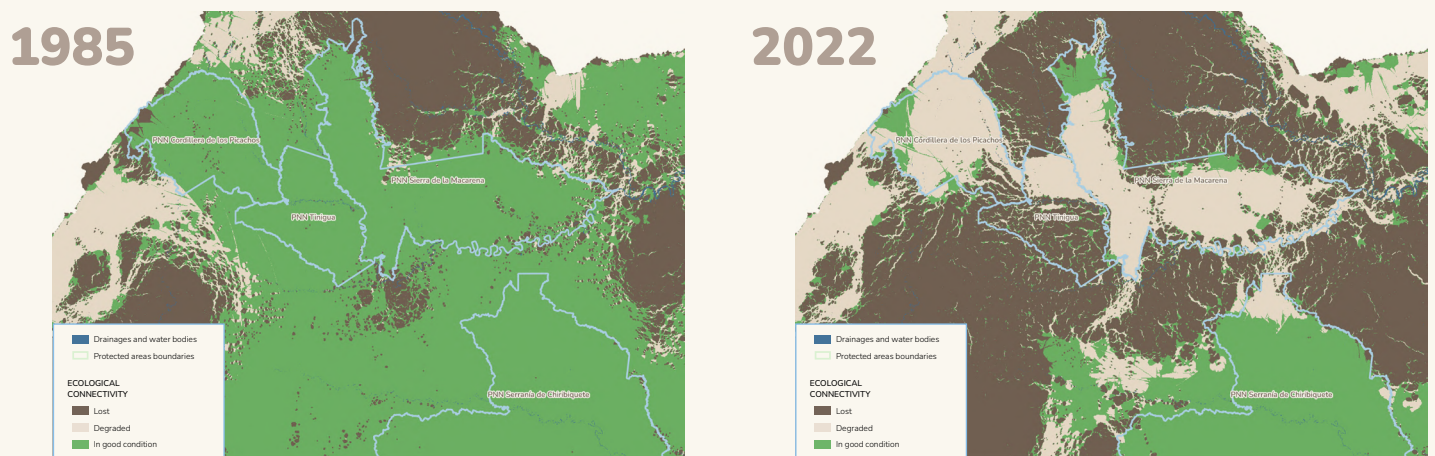 1985
PNN Cordillera de los Picachos
PNN Sierra de la Macarena
PNN Tinigua
Drainages and water bodies
Protected areas boundaries
ECOLOGICAL
CONNECTIVITY
Lost
Degraded
In good condition
PNN Serranía de Chiribiquete
2022
PNN Cordillera de los Picachos
PNN Sierra de la Macarena
PNN Tinigua
Drainages and water bodies
Protected areas boundaries
ECOLOGICAL
CONNECTIVITY
Lost
Degraded
In good condition
PNN Serranía de Chiribiquete